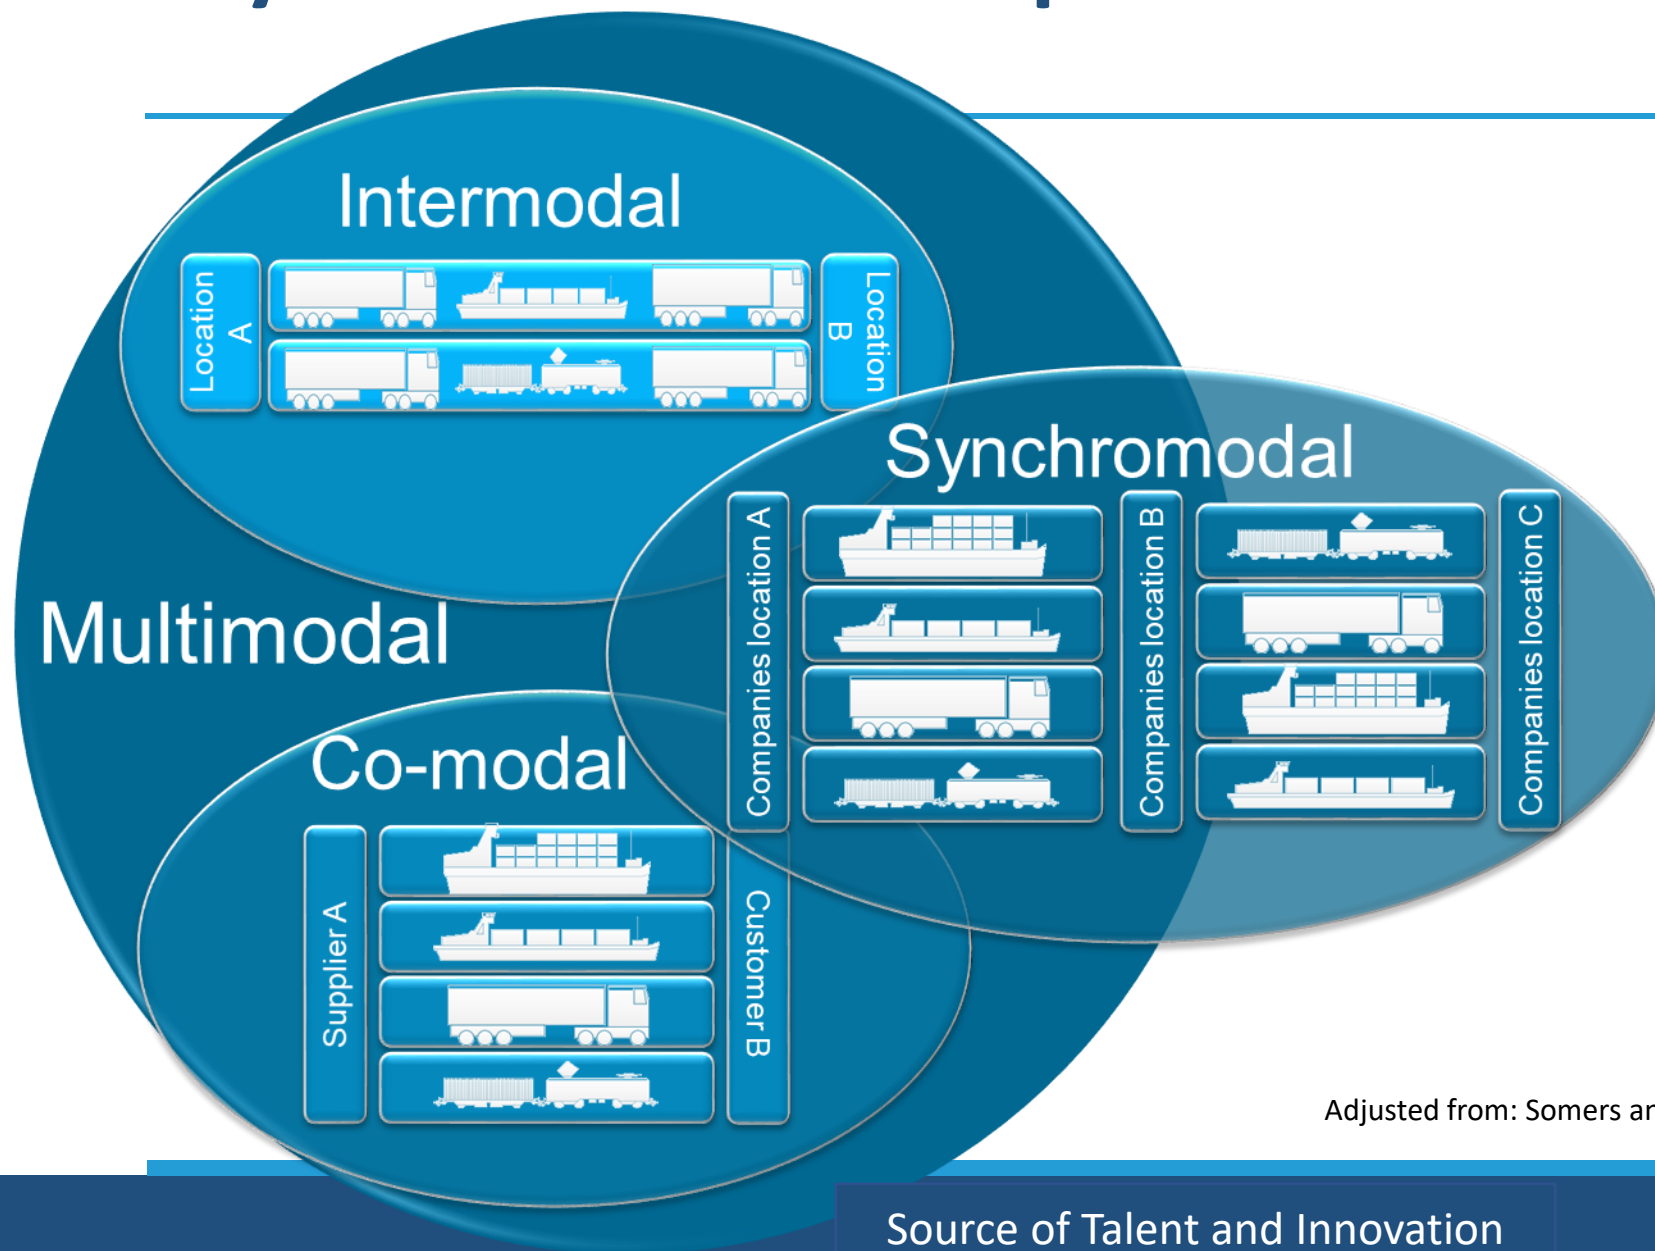 Intermodal
Location
A
Location
B
Synchromodal
Companies location A
Companies location B
Companies location C
Multimodal
Co-modal
Supplier A
Customer B
Adjusted from: Somers
Source of Talent and Innovation